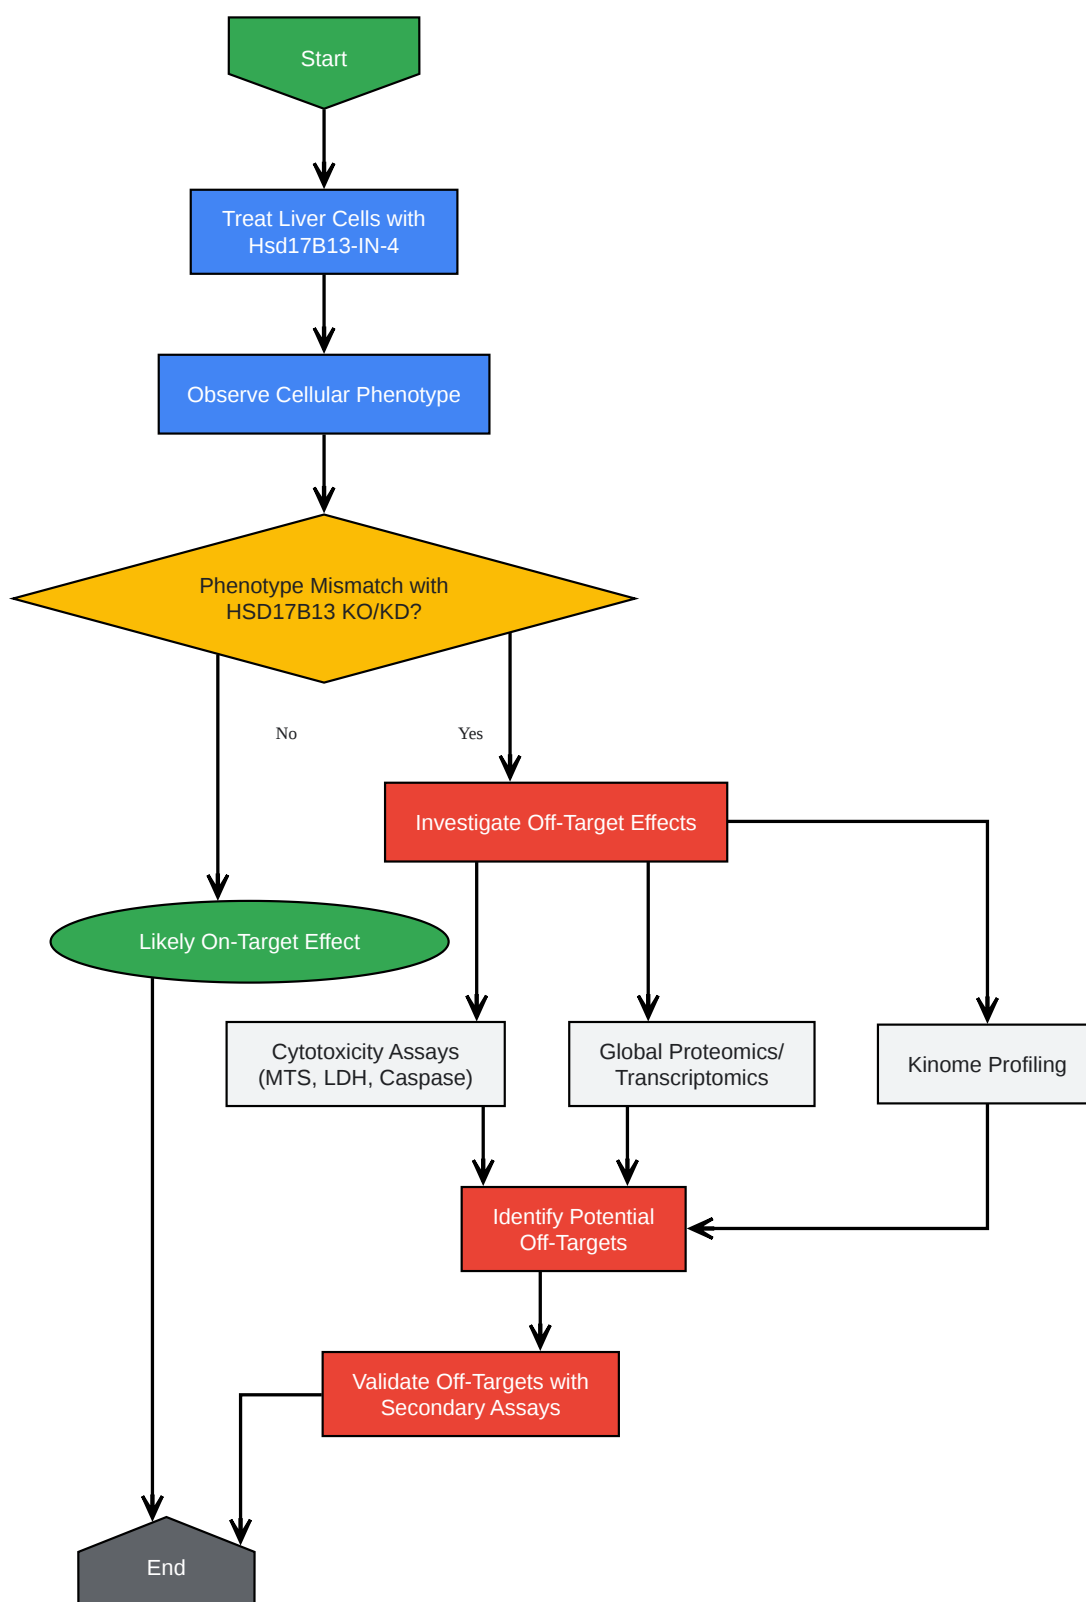 Start
Treat Liver Cells with
Hsd17B13-IN-4
Observe Cellular Phenotype
Phenotype Mismatch with
HSD17B13 KO/KD?
No
Yes
Investigate Off-Target Effects
Likely On-Target Effect
Cytotoxicity Assays
(MTS, LDH, Caspase)
Global Proteomics/
Transcriptomics
Kinome Profiling
Identify Potential
Off-Targets
Validate Off-Targets with
Secondary Assays
End